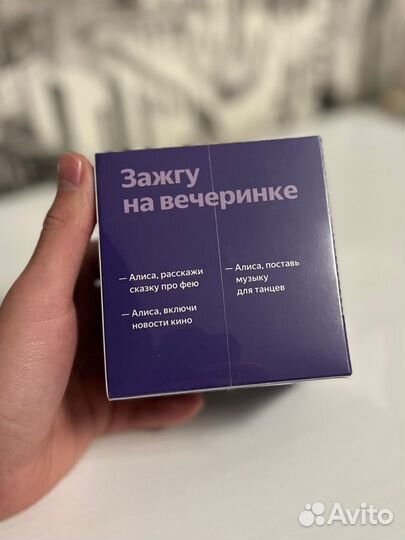 Зажгу
на вечеринке
— Алиса, расскажи
сказку про фею
— Алиса, включи
новости кино
— Алиса, поставь
музыку
для танцев
Avito